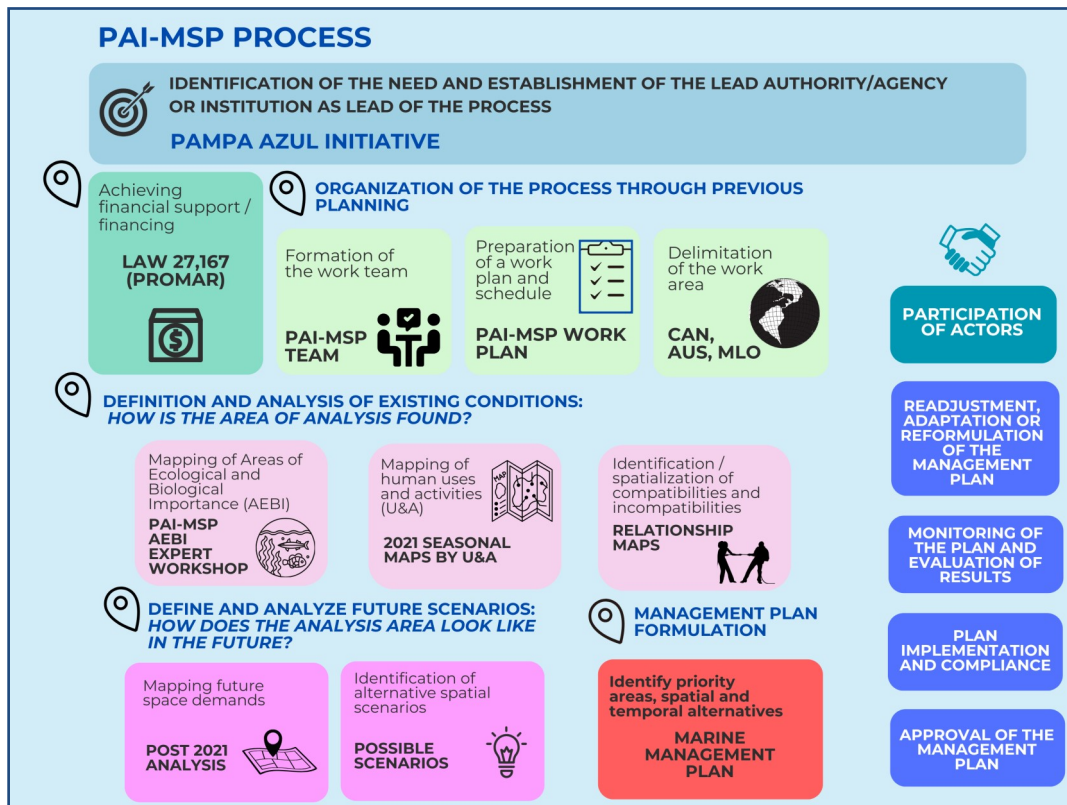 PAI-MSP PROCESS
IDENTIFICATION OF THE NEED AND ESTABLISHMENT OF THE LEAD AUTHORITY/AGENCY
OR INSTITUTION AS LEAD OF THE PROCESS
PAMPA AZUL INITIATIVE
Achieving
financial support /
financing
LAW 27,167
(PROMAR)
ORGANIZATION OF THE PROCESS THROUGH PREVIOUS
PLANNING
Formation of
the work team
PAI-MSP
TEAM
Preparation
of a work
plan and
schedule
PAI-MSP WORK
PLAN
Delimitation
of the work
area
CAN,
AUS, MLO
DEFINITION AND ANALYSIS OF EXISTING CONDITIONS:
HOW IS THE AREA OF ANALYSIS FOUND?
Mapping of Areas of
Ecological and
Biological
Importance (AEBI)
PAI-MSP
AEBI
EXPERT
WORKSHOP
Mapping of
human uses
and activities
(U&A)
MAP
2021 SEASONAL
MAPS BY U&A
Identification /
spatialization of
compatibilities and
incompatibilities
RELATIONSHIP
MAPS
DEFINE AND ANALYZE FUTURE SCENARIOS:
HOW DOES THE ANALYSIS AREA LOOK LIKE
IN THE FUTURE?
Mapping future
space demands
POST 2021
ANALYSIS
Identification of
alternative spatial
scenarios
POSSIBLE
SCENARIOS
MANAGEMENT PLAN
FORMULATION
Identify priority
areas, spatial and
temporal alternatives
MARINE
MANAGEMENT
PLAN
PARTICIPATION
OF ACTORS
READJUSTMENT,
ADAPTATION OR
REFORMULATION
OF THE
MANAGEMENT
PLAN
MONITORING OF
THE PLAN AND
EVALUATION OF
RESULTS
PLAN
IMPLEMENTATION
AND COMPLIANCE
APPROVAL OF THE
MANAGEMENT
PLAN